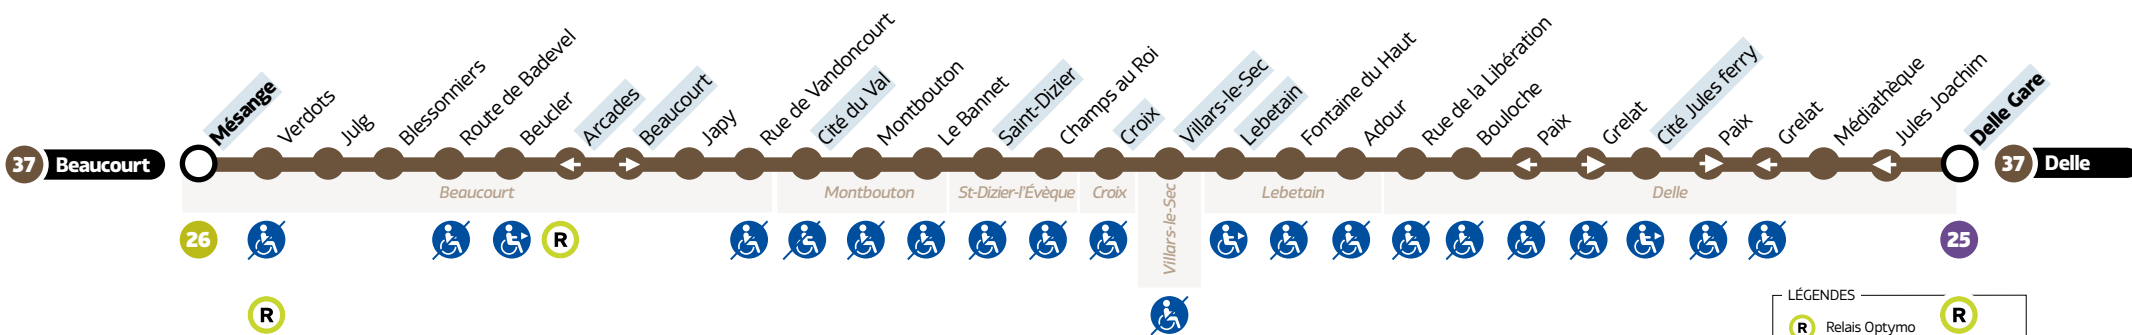 37 Beaucourt
Mésange
Verdots
Julg
Blessonniers
Route de Badevel
Beucler
Arcades
Beaucourt
Japy
Rue de Vandoncourt
Cité du Val
Montbouton
Le Bannet
Saint-Dizier
Champs au Roi
Croix
Villars-le-Sec
Lebetain
Fontaine du Haut
Adour
Rue de la Libération
Bouloche
Paix
Grelat
Cité Jules ferry
Paix
Grelat
Médiathèque
Jules Joachim
Delle Gare
37 Delle
Beaucourt
Montbouton
St-Dizier-l'Évèque
Croix
Villars-le-Sec
Lebetain
Delle
26
R
25
R
LÉGENDES
R Relais Optymo
R